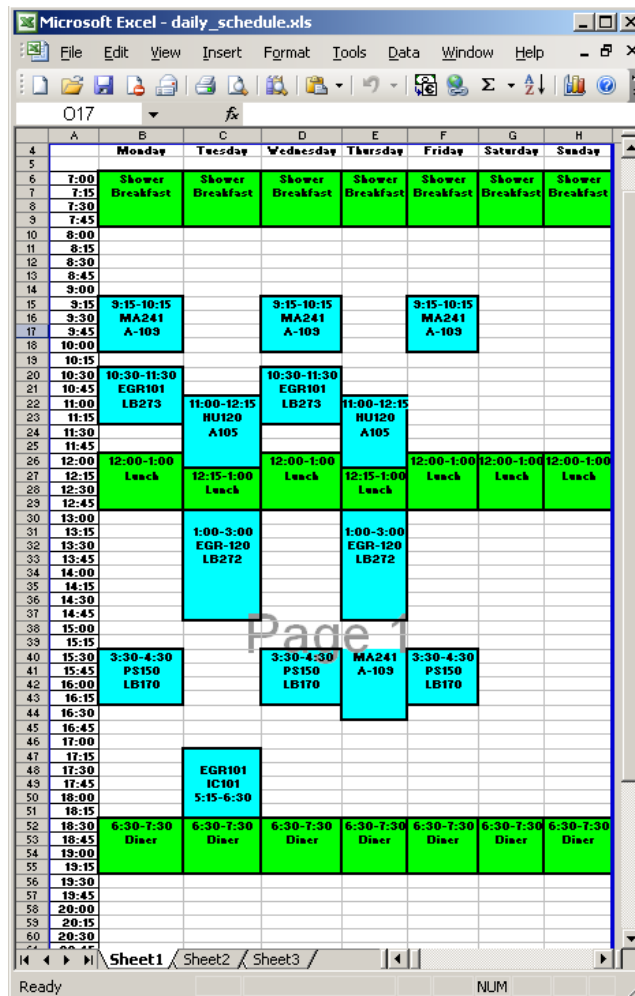 Microsoft Excel - daily_schedule.xls
File Edit View Insert Format Tools Data Window Help
O17 fx
A B C D E F G H
4 Monday Tuesday Wednesday Thursday Friday Saturday Sunday
5
6 7:00 Shower Shower Shower Shower Shower Shower Shower
7 7:15 Breakfast Breakfast Breakfast Breakfast Breakfast Breakfast Breakfast
8 7:30
9 7:45
10 8:00
11 8:15
12 8:30
13 8:45
14 9:00
15 9:15 9:15-10:15 9:15-10:15 9:15-10:15
16 9:30 MA241 MA241 MA241
17 9:45 A-109 A-109 A-109
18 10:00
19 10:15
20 10:30 10:30-11:30 10:30-11:30
21 10:45 EGR101 EGR101
22 11:00 LB273 11:00-12:15 LB273 11:00-12:15
23 11:15 HU120 HU120
24 11:30 A105 A105
25 11:45
26 12:00 12:00-1:00 12:00-1:00 12:00-1:00 12:00-1:00 12:00-1:00
27 12:15 Lunch 12:15-1:00 Lunch 12:15-1:00 Lunch Lunch Lunch
28 12:30 Lunch Lunch
29 12:45
30 13:00
31 13:15 1:00-3:00 1:00-3:00
32 13:30 EGR-120 EGR-120
33 13:45 LB272 LB272
34 14:00
35 14:15
36 14:30
37 14:45
38 15:00 Page 1
39 15:15
40 15:30 3:30-4:30 3:30-4:30 MA241 3:30-4:30
41 15:45 PS150 PS150 A-109 PS150
42 16:00 LB170 LB170 LB170
43 16:15
44 16:30
45 16:45
46 17:00
47 17:15
48 17:30 EGR101
49 17:45 IC101
50 18:00 5:15-6:30
51 18:15
52 18:30 6:30-7:30 6:30-7:30 6:30-7:30 6:30-7:30 6:30-7:30 6:30-7:30 6:30-7:30
53 18:45 Diner Diner Diner Diner Diner Diner Diner
54 19:00
55 19:15
56 19:30
57 19:45
58 20:00
59 20:15
60 20:30
Sheet1 Sheet2 Sheet3
Ready NUM